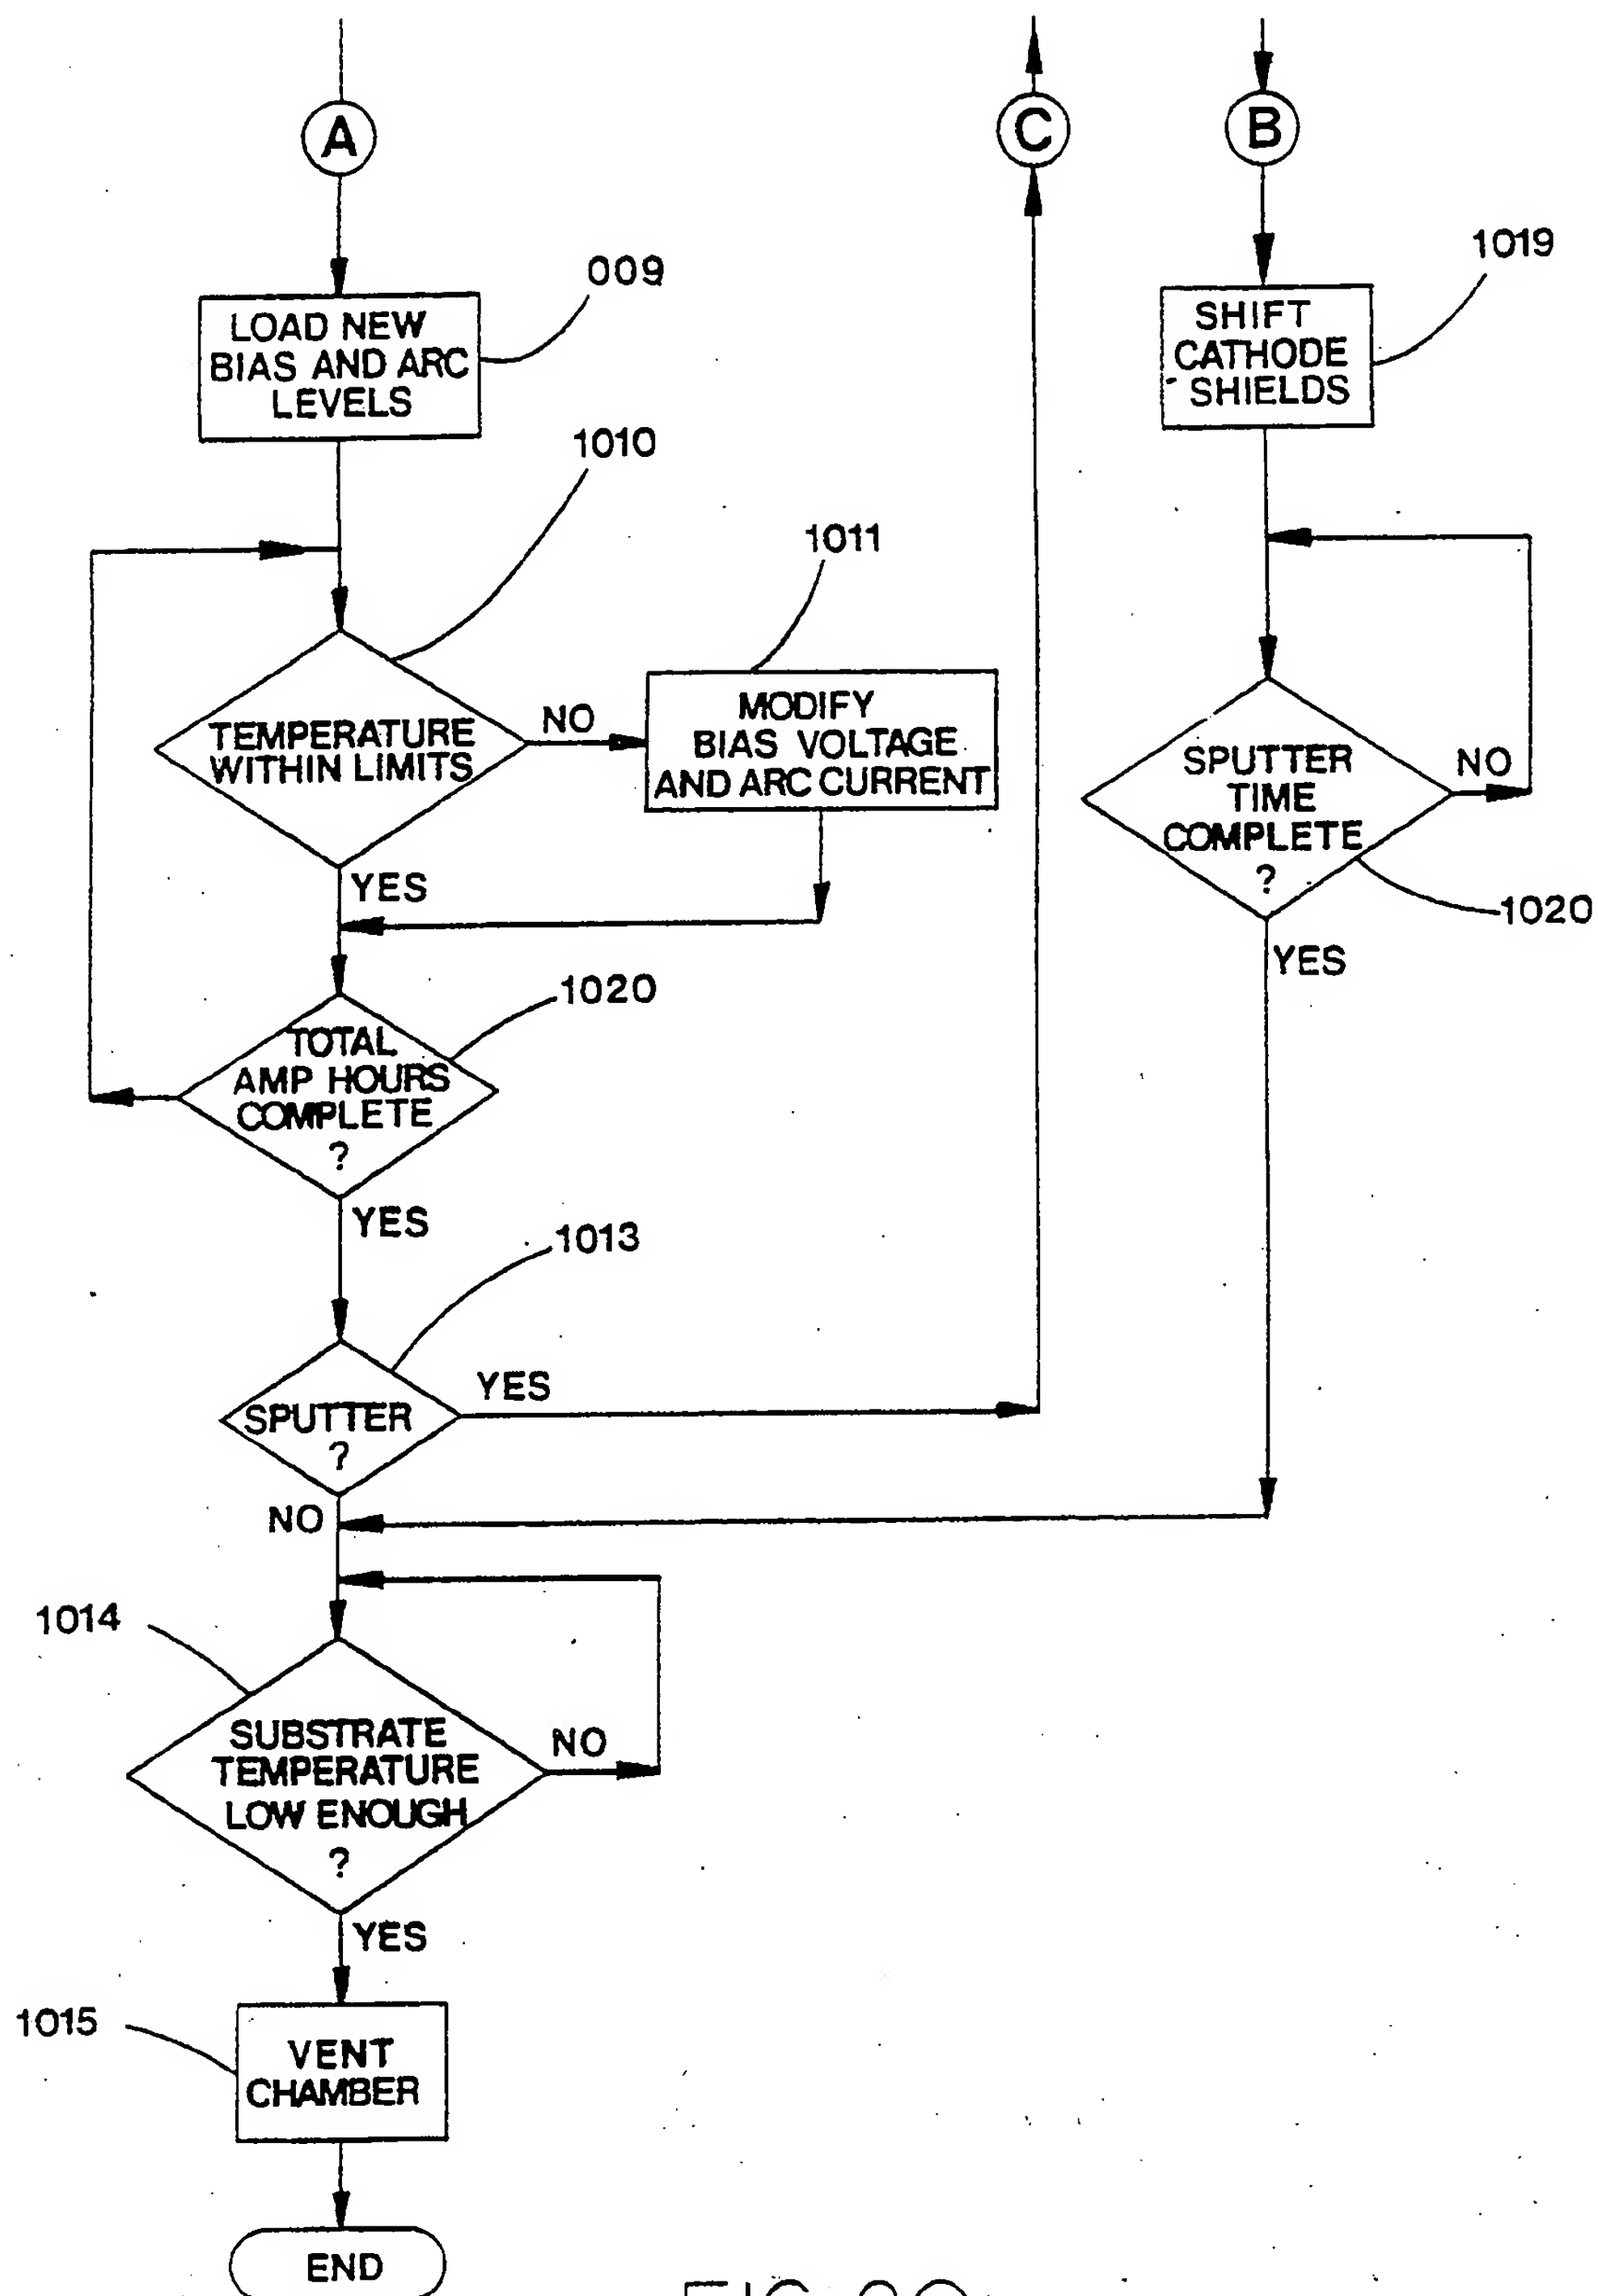 A
C
B
009
LOAD NEW
BIAS AND ARC
LEVELS
1019
SHIFT
CATHODE
SHIELDS
1010
1011
TEMPERATURE
WITHIN LIMITS
NO
MODIFY
BIAS VOLTAGE
AND ARC CURRENT
YES
SPUTTER
TIME
COMPLETE
?
NO
1020
YES
1020
TOTAL
AMP HOURS
COMPLETE
?
YES
1013
SPUTTER
?
YES
NO
1014
SUBSTRATE
TEMPERATURE
LOW ENOUGH
?
NO
YES
1015
VENT
CHAMBER
END